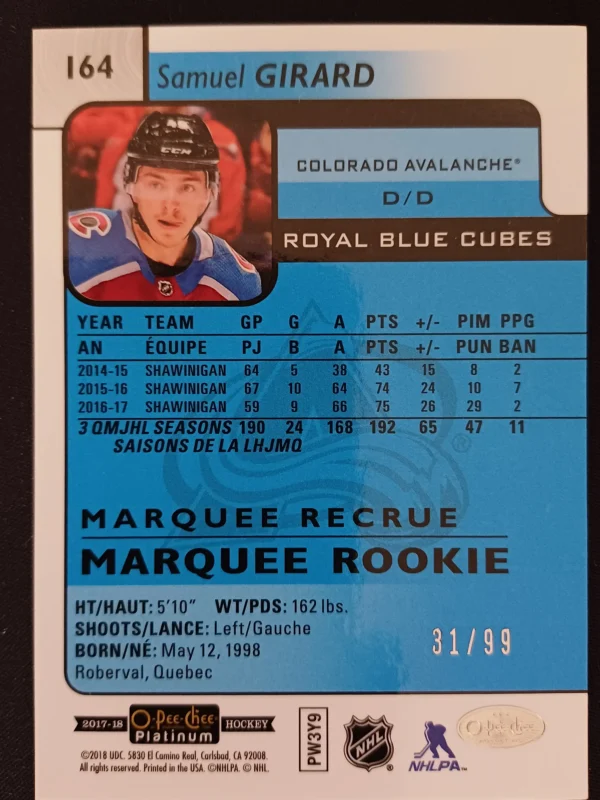 164
Samuel GIRARD
CCM
COLORADO AVALANCHE®
D/D
ROYAL BLUE CUBES
YEAR TEAM GP G A PTS +/- PIM PPG
AN ÉQUIPE PJ B A PTS +/- PUN BAN
2014-15 SHAWINIGAN 64 5 38 43 15 8 2
2015-16 SHAWINIGAN 67 10 64 74 24 10 7
2016-17 SHAWINIGAN 59 9 66 75 26 29 2
3 QMJHL SEASONS 190 24 168 192 65 47 11
SAISONS DE LA LHJMQ
MARQUEE RECRUE
MARQUEE ROOKIE
HT/HAUT: 5'10" WT/PDS: 162 lbs.
SHOOTS/LANCE: Left/Gauche
BORN/NÉ: May 12, 1998
Roberval, Quebec
31/99
2017-18 O-Pee-Chee Platinum HOCKEY
PW3Y9
NHL
NHLPA™
O-Pee-Chee
©2018 UDC. 5830 El Camino Real, Carlsbad, CA 92008.
All rights reserved. Printed in the USA. ©NHLPA. © NHL.